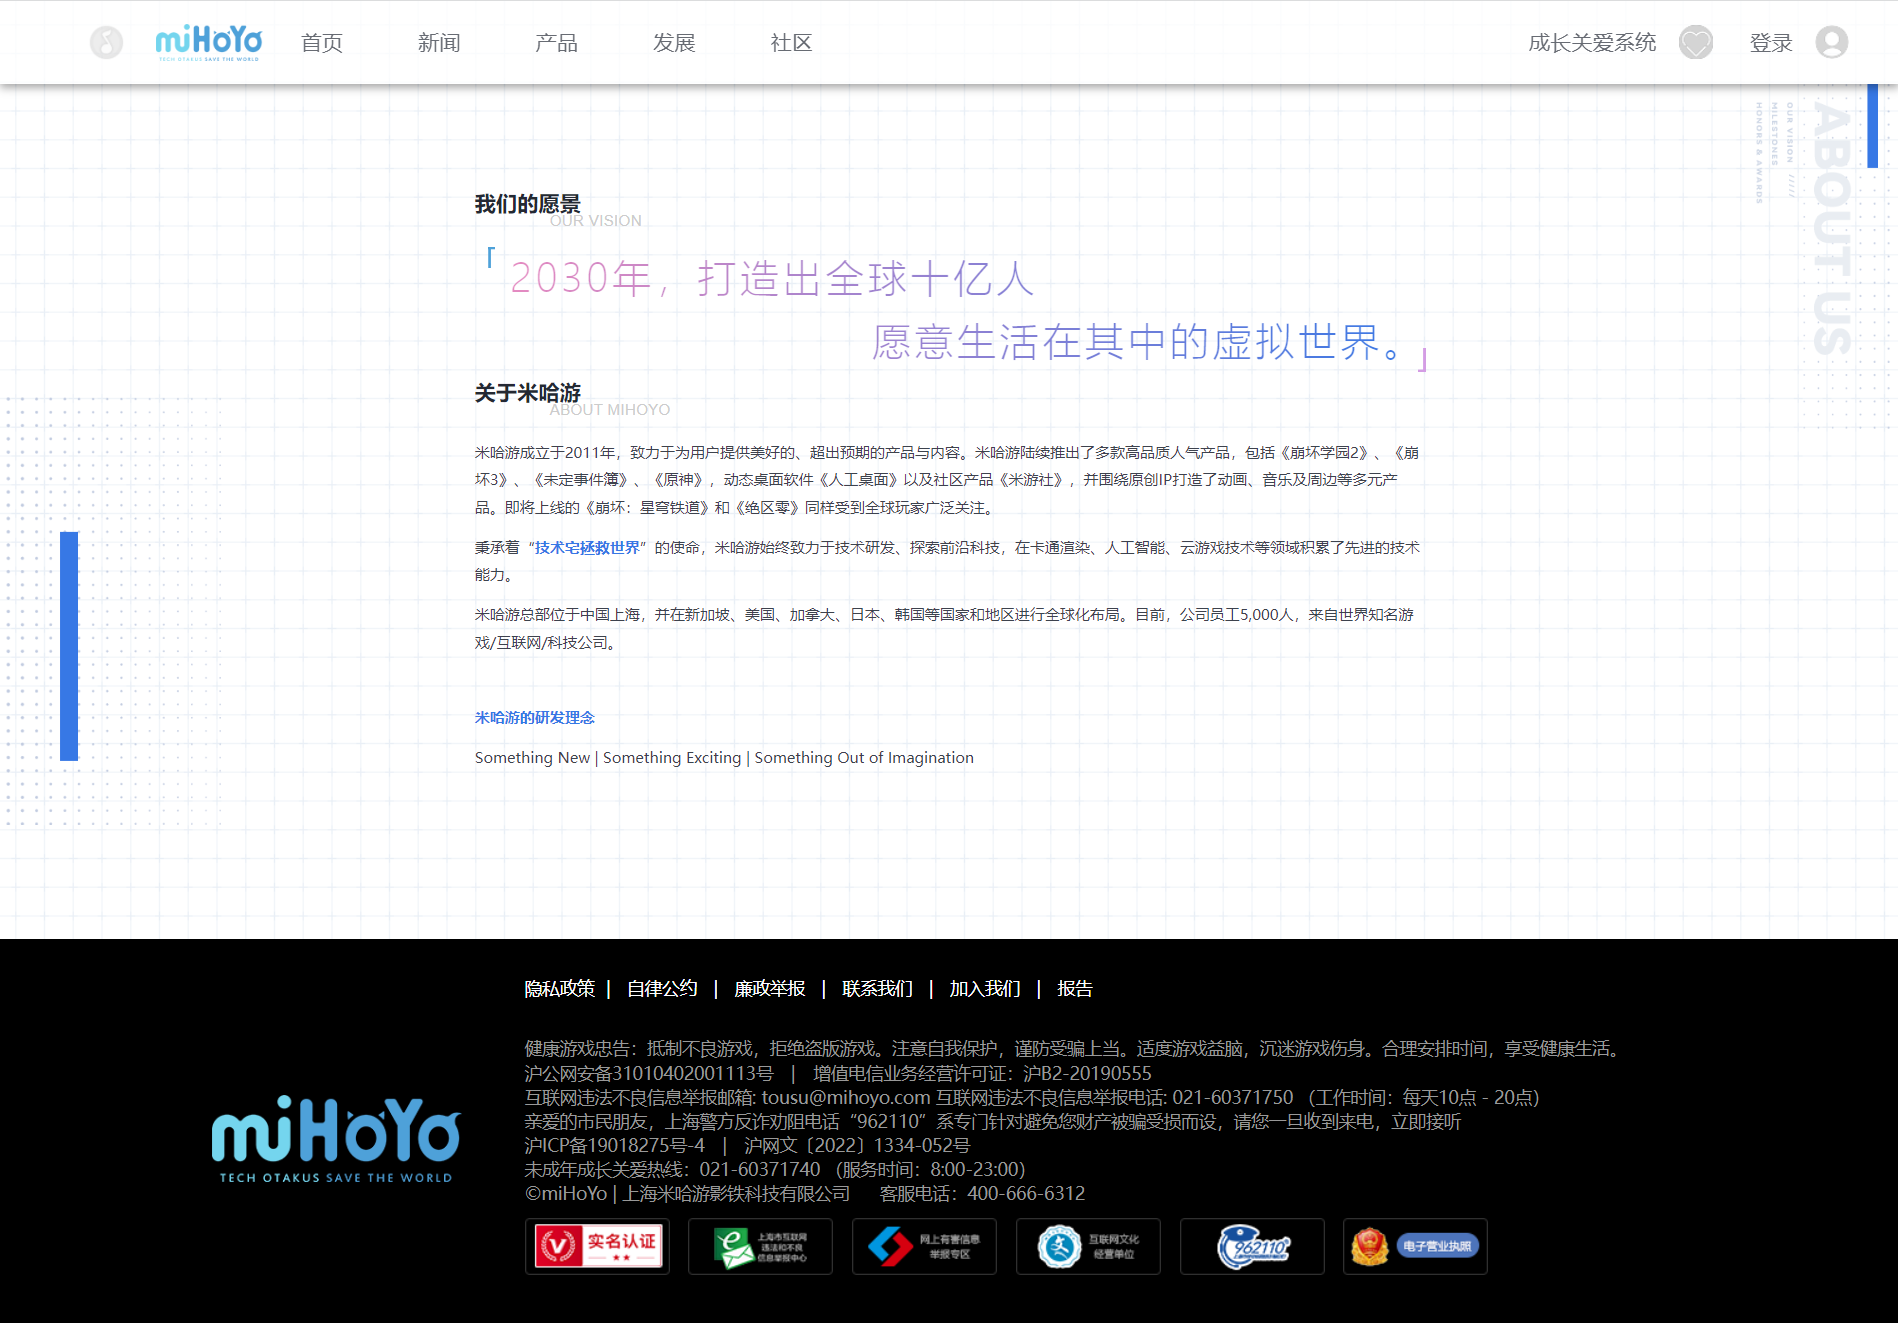 miHoYo
TECH OTAKUS SAVE THE WORLD
首页
新闻
产品
发展
社区
成长关爱系统
登录
ABOUT US
OUR VISION /////
MILESTONES
HONORS & AWARDS
我们的愿景
OUR VISION
「2030年，打造出全球十亿人
愿意生活在其中的虚拟世界。」
关于米哈游
ABOUT MIHOYO
米哈游成立于2011年，致力于为用户提供美好的、超出预期的产品与内容。米哈游陆续推出了多款高品质人气产品，包括《崩坏学园2》、《崩
坏3》、《未定事件簿》、《原神》，动态桌面软件《人工桌面》以及社区产品《米游社》，并围绕原创IP打造了动画、音乐及周边等多元产
品。即将上线的《崩坏：星穹铁道》和《绝区零》同样受到全球玩家广泛关注。
秉承着“技术宅拯救世界”的使命，米哈游始终致力于技术研发、探索前沿科技，在卡通渲染、人工智能、云游戏技术等领域积累了先进的技术
能力。
米哈游总部位于中国上海，并在新加坡、美国、加拿大、日本、韩国等国家和地区进行全球化布局。目前，公司员工5,000人，来自世界知名游
戏/互联网/科技公司。
米哈游的研发理念
Something New | Something Exciting | Something Out of Imagination
隐私政策 | 自律公约 | 廉政举报 | 联系我们 | 加入我们 | 报告
健康游戏忠告：抵制不良游戏，拒绝盗版游戏。注意自我保护，谨防受骗上当。适度游戏益脑，沉迷游戏伤身。合理安排时间，享受健康生活。
沪公网安备31010402001113号 | 增值电信业务经营许可证：沪B2-20190555
互联网违法不良信息举报邮箱: tousu@mihoyo.com 互联网违法不良信息举报电话: 021-60371750 （工作时间：每天10点 - 20点）
亲爱的市民朋友，上海警方反诈劝阻电话“962110”系专门针对避免您财产被骗受损而设，请您一旦收到来电，立即接听
沪ICP备19018275号-4 | 沪网文〔2022〕1334-052号
未成年成长关爱热线：021-60371740 （服务时间：8:00-23:00）
©miHoYo | 上海米哈游影铁科技有限公司 客服电话：400-666-6312
miHoYo
TECH OTAKUS SAVE THE WORLD
实名认证
上海市互联网
违法和不良
信息举报中心
网上有害信息
举报专区
互联网文化
经营单位
962110
电子营业执照